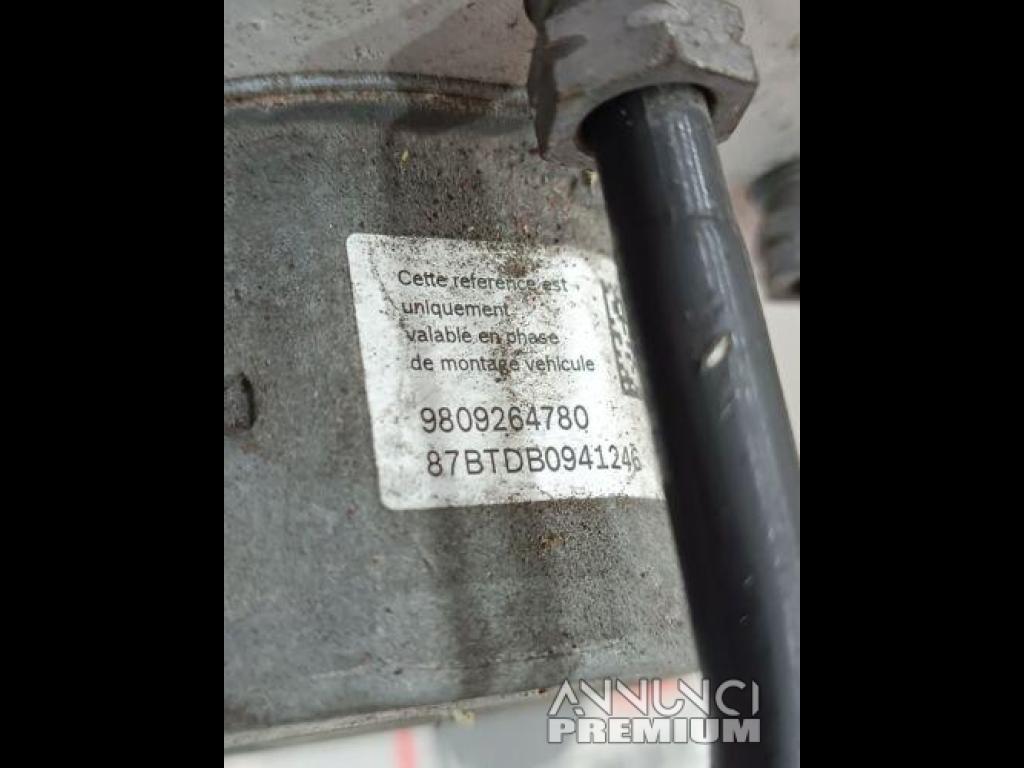 Cette reference est
uniquement
valable en phase
de montage vehicule
9809264780
87BTDB0941246
ANNUNCI
PREMIUM